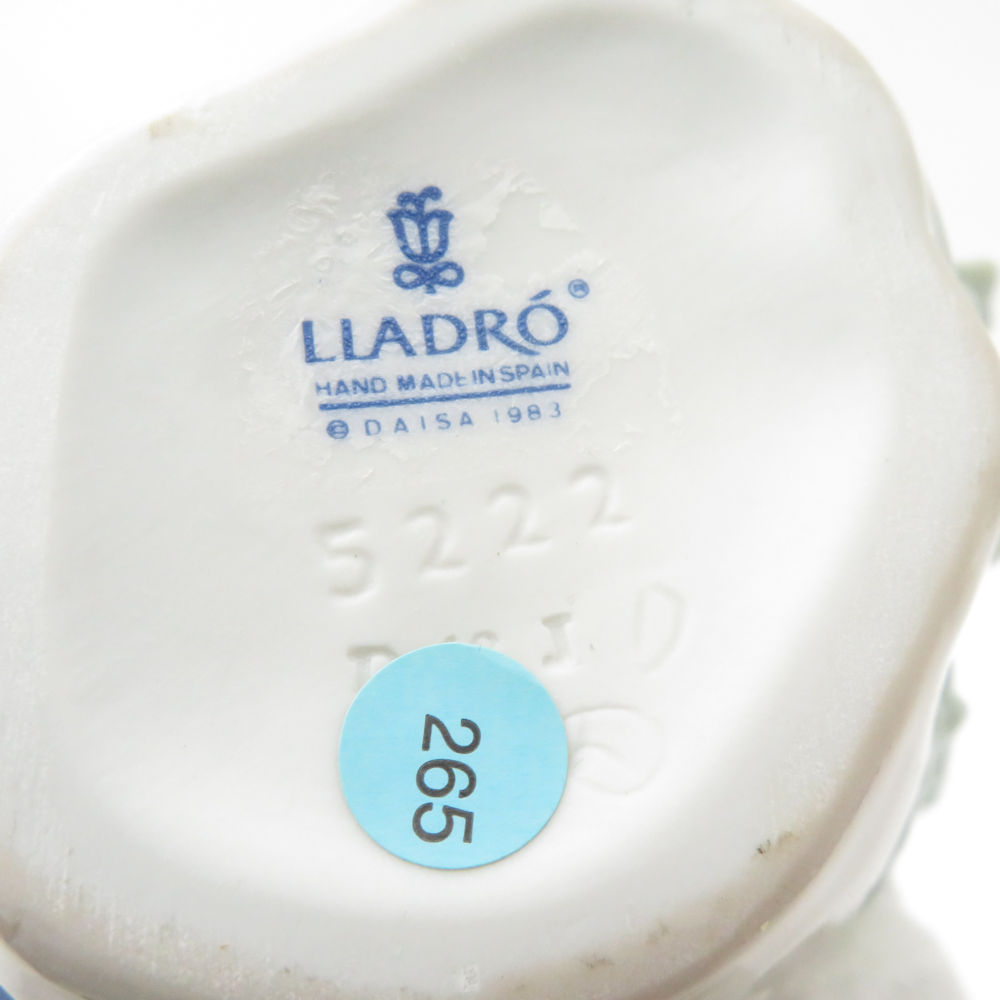 LLADRÓ®
HAND MADE IN SPAIN
© DAISA 1983
5222
265